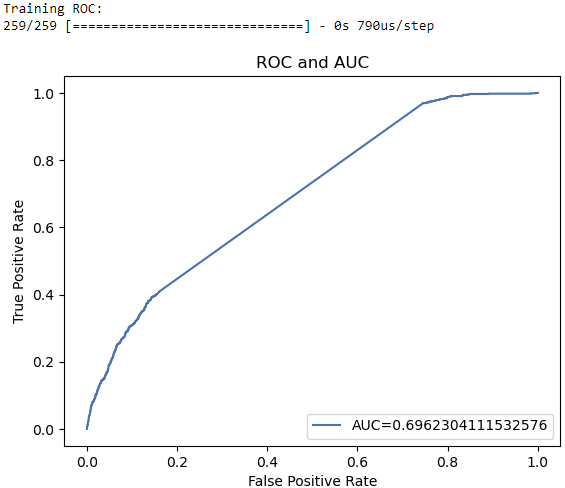 Training ROC:
259/259 [==============================] - 0s 790us/step
ROC and AUC
1.0
0.8
0.6
0.4
0.2
0.0
True Positive Rate
AUC=0.6962304111532576
0.0 0.2 0.4 0.6 0.8 1.0
False Positive Rate